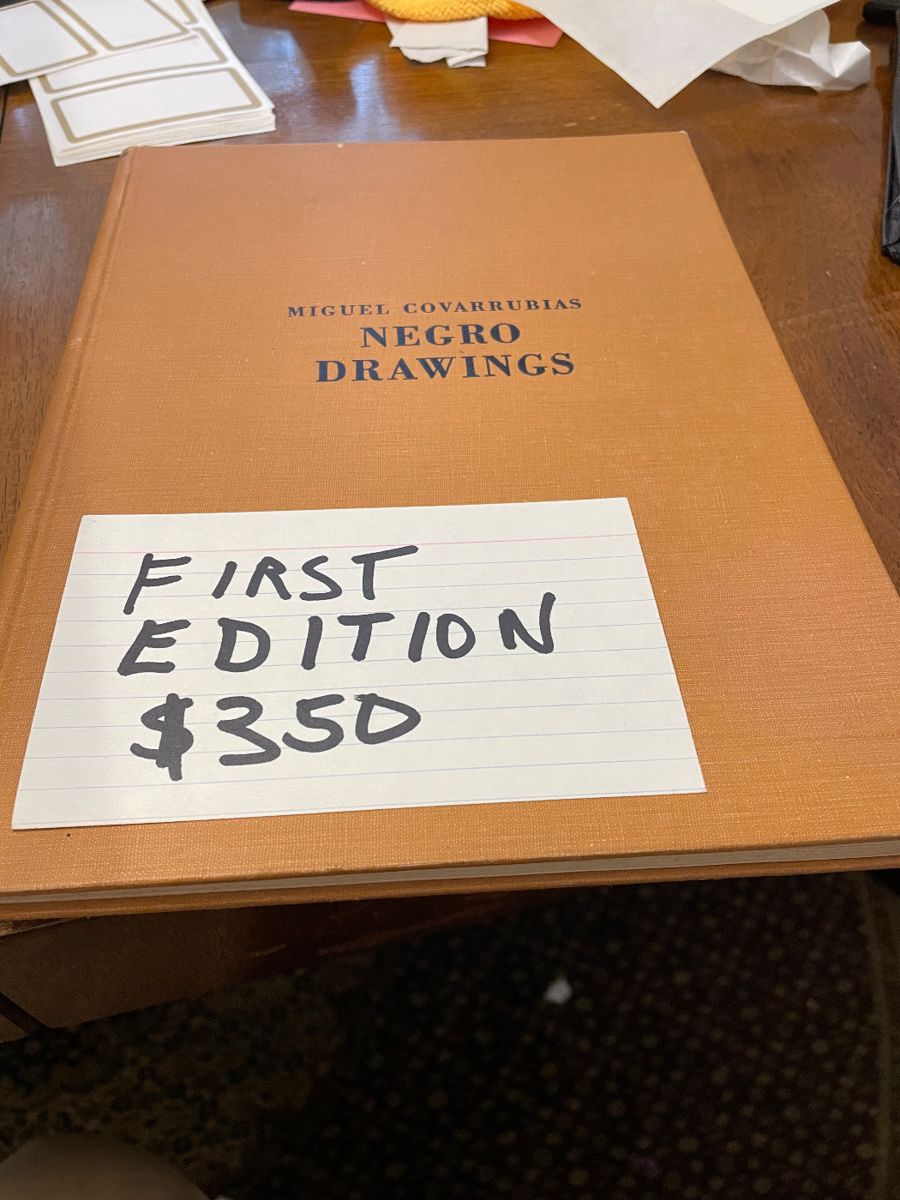 MIGUEL COVARRUBIAS
NEGRO
DRAWINGS
FIRST
EDITION
$350